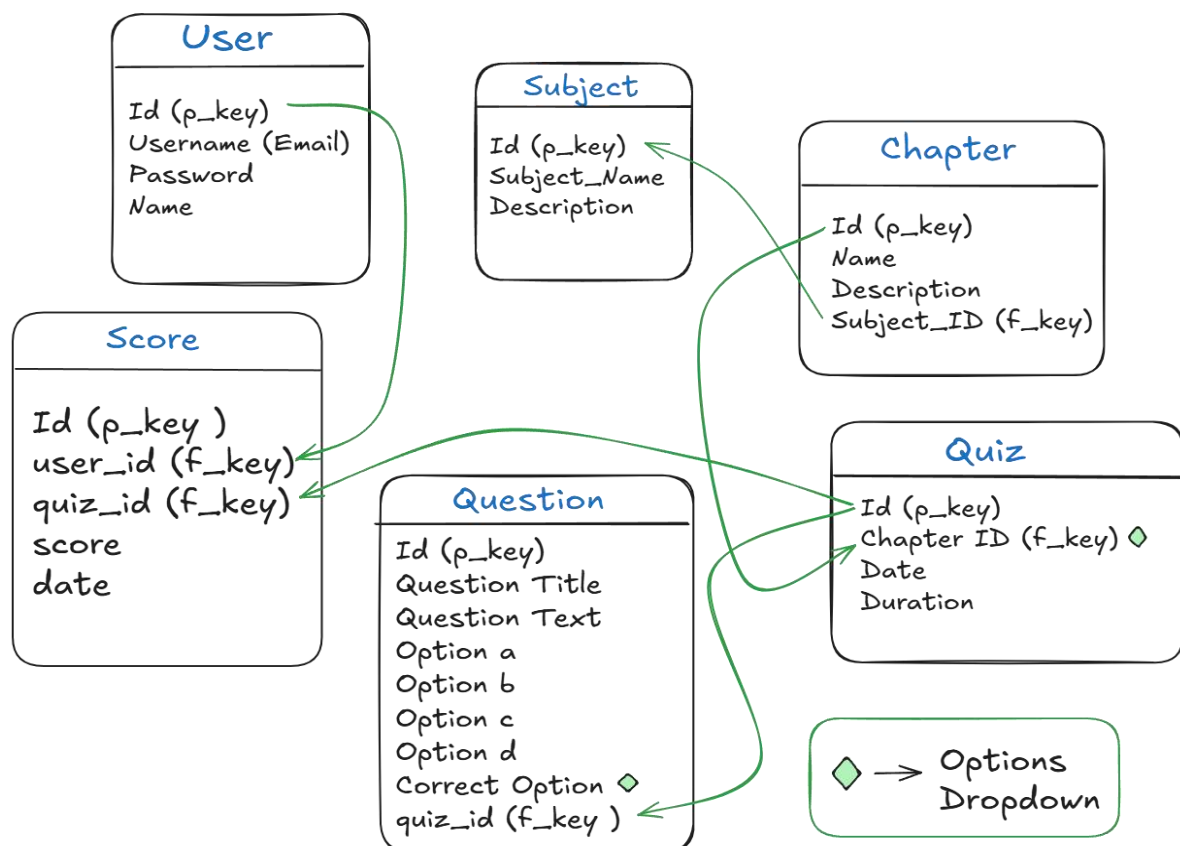 User
Id (p_key)
Username (Email)
Password
Name
Subject
Id (p_key)
Subject_Name
Description
Chapter
Id (p_key)
Name
Description
Subject_ID (f_key)
Score
Id (p_key )
user_id (f_key)
quiz_id (f_key)
score
date
Question
Id (p_key)
Question Title
Question Text
Option a
Option b
Option c
Option d
Correct Option
quiz_id (f_key )
Quiz
Id (p_key)
Chapter ID (f_key)
Date
Duration
Options
Dropdown